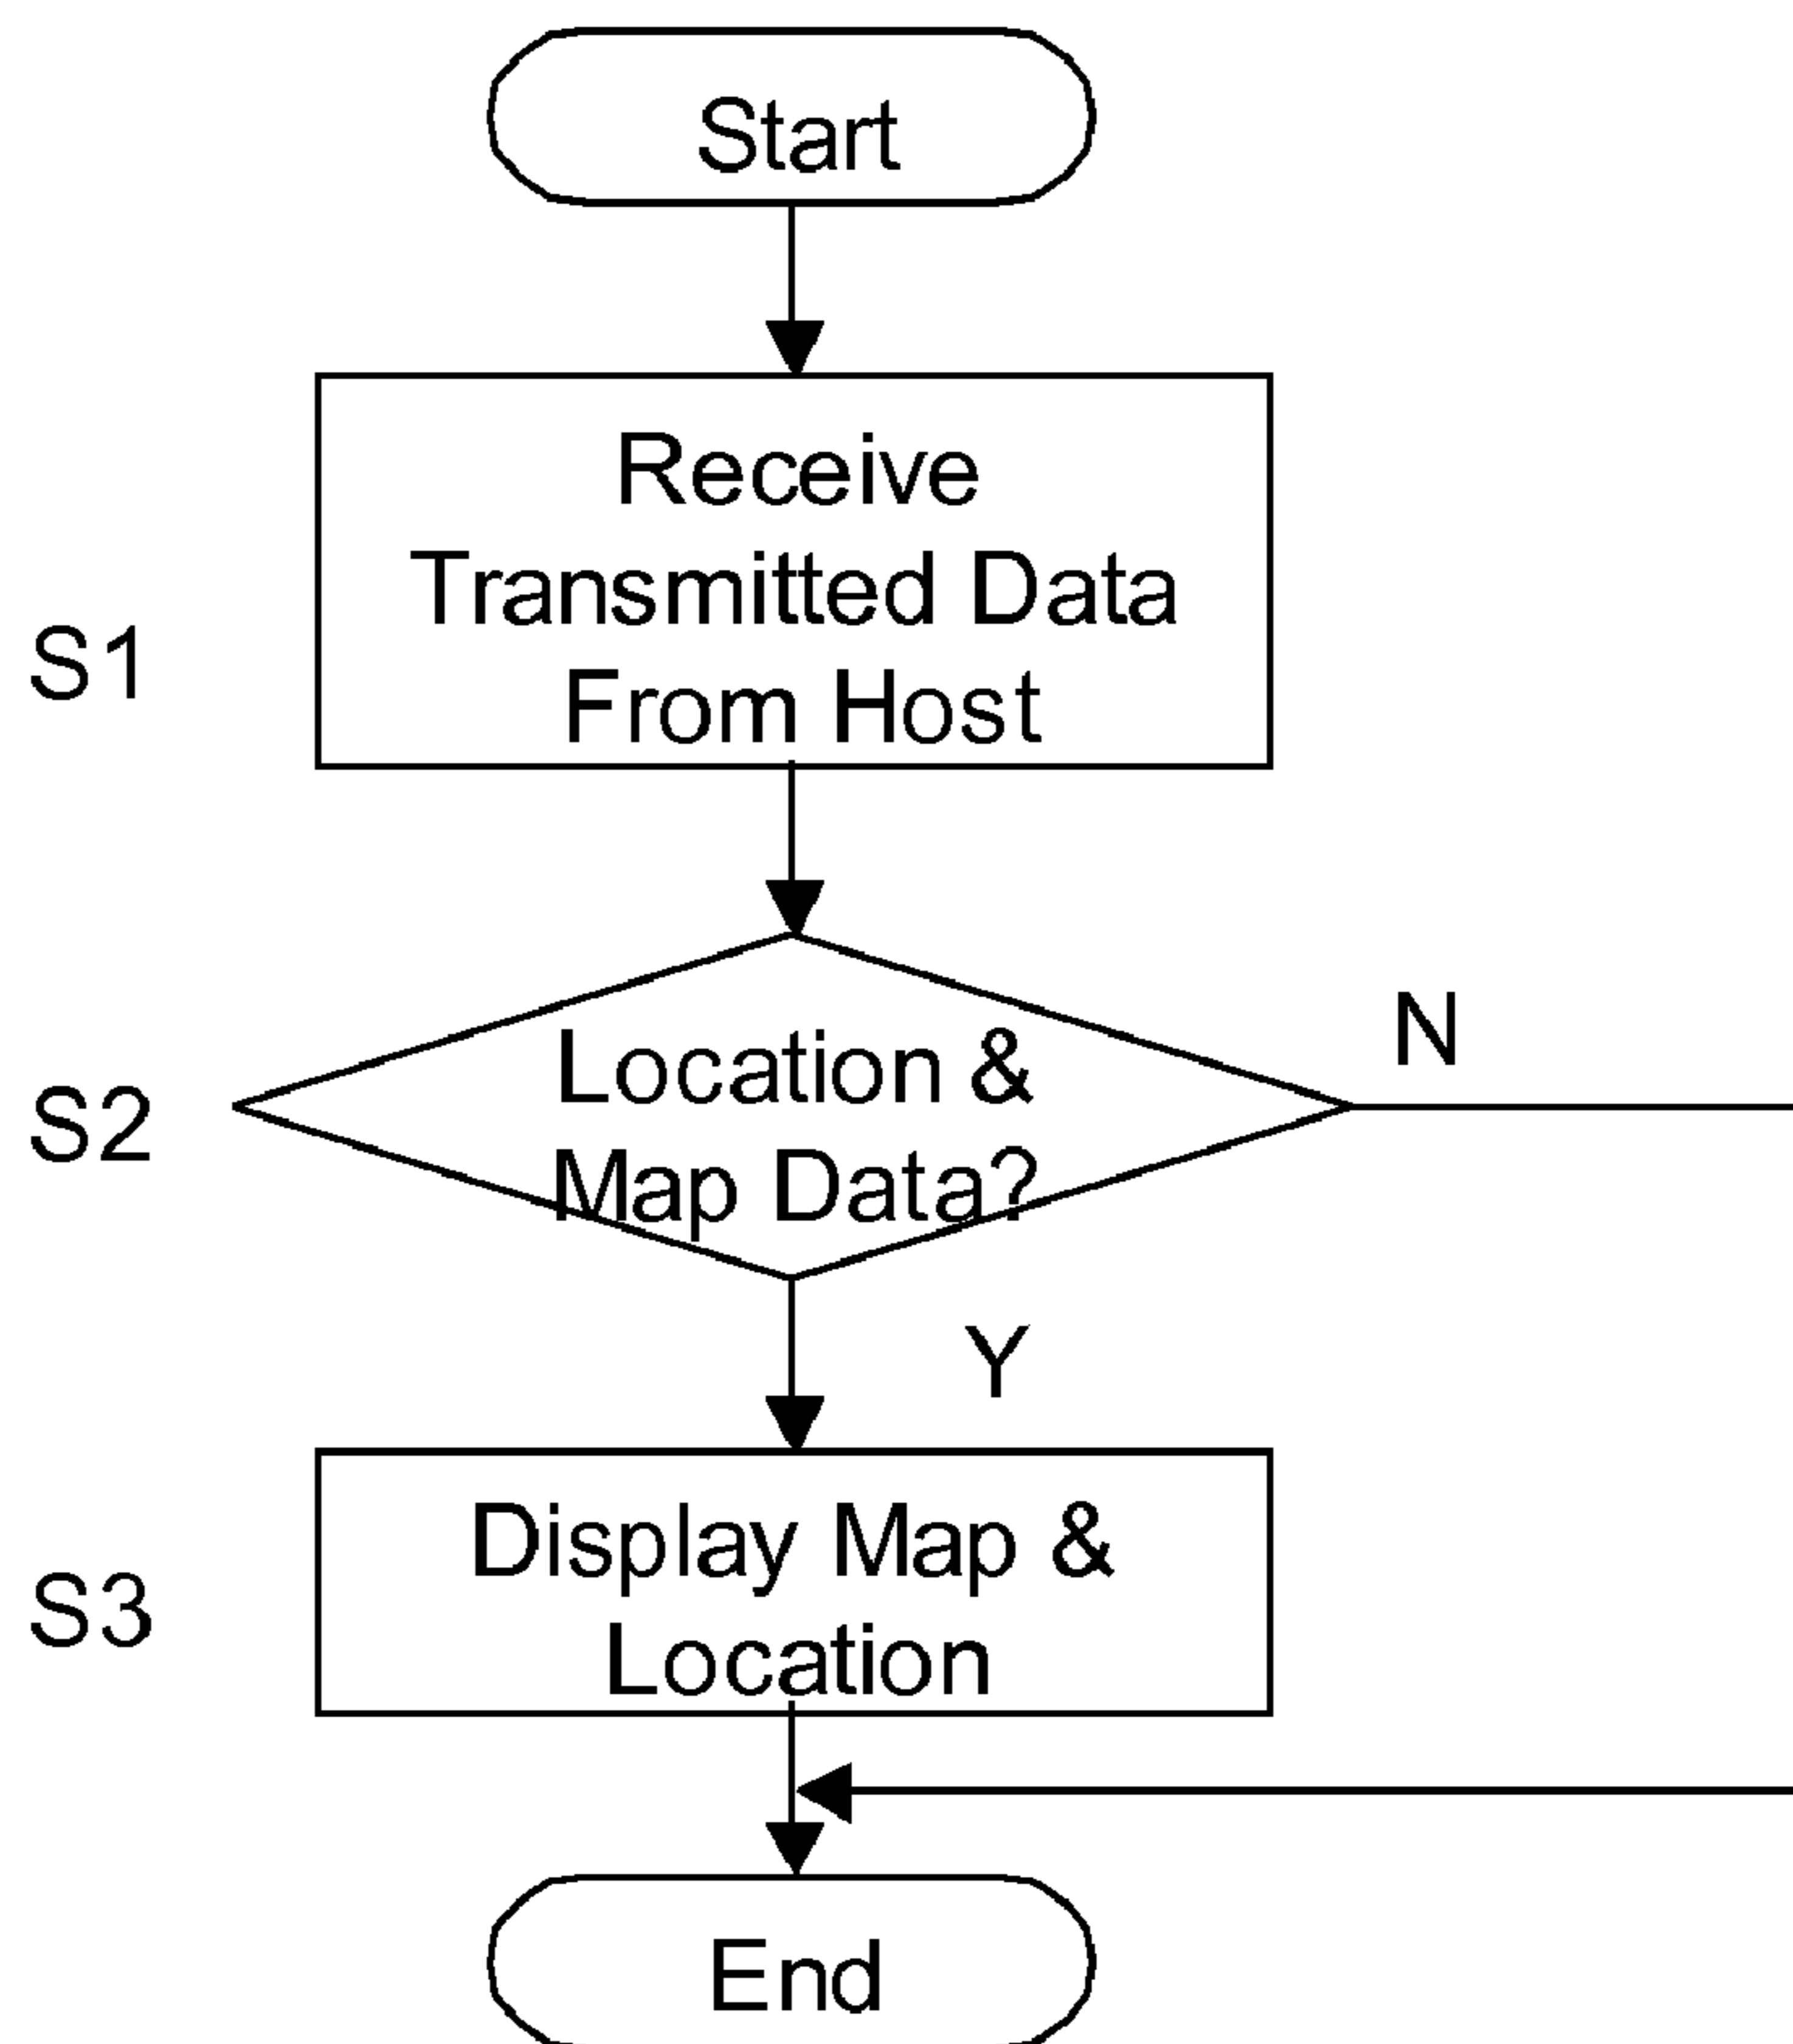 Start
Receive
Transmitted Data
From Host
S1
Location &
Map Data?
N
S2
Y
Display Map &
Location
S3
End